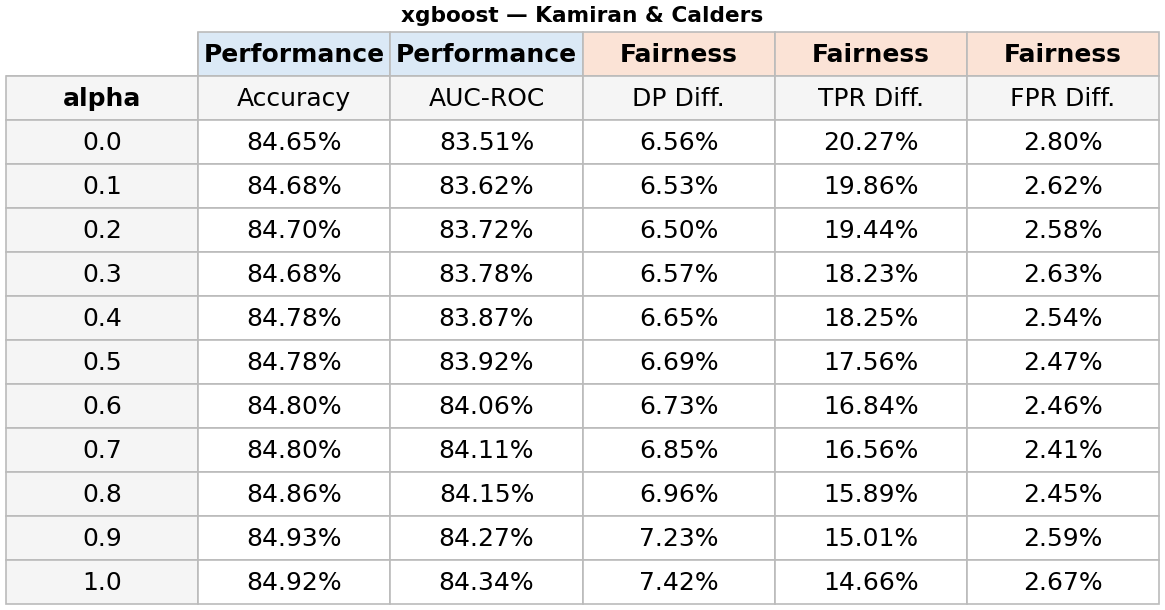 xgboost — Kamiran & Calders
Performance Performance Fairness Fairness Fairness
alpha Accuracy AUC-ROC DP Diff. TPR Diff. FPR Diff.
0.0 84.65% 83.51% 6.56% 20.27% 2.80%
0.1 84.68% 83.62% 6.53% 19.86% 2.62%
0.2 84.70% 83.72% 6.50% 19.44% 2.58%
0.3 84.68% 83.78% 6.57% 18.23% 2.63%
0.4 84.78% 83.87% 6.65% 18.25% 2.54%
0.5 84.78% 83.92% 6.69% 17.56% 2.47%
0.6 84.80% 84.06% 6.73% 16.84% 2.46%
0.7 84.80% 84.11% 6.85% 16.56% 2.41%
0.8 84.86% 84.15% 6.96% 15.89% 2.45%
0.9 84.93% 84.27% 7.23% 15.01% 2.59%
1.0 84.92% 84.34% 7.42% 14.66% 2.67%